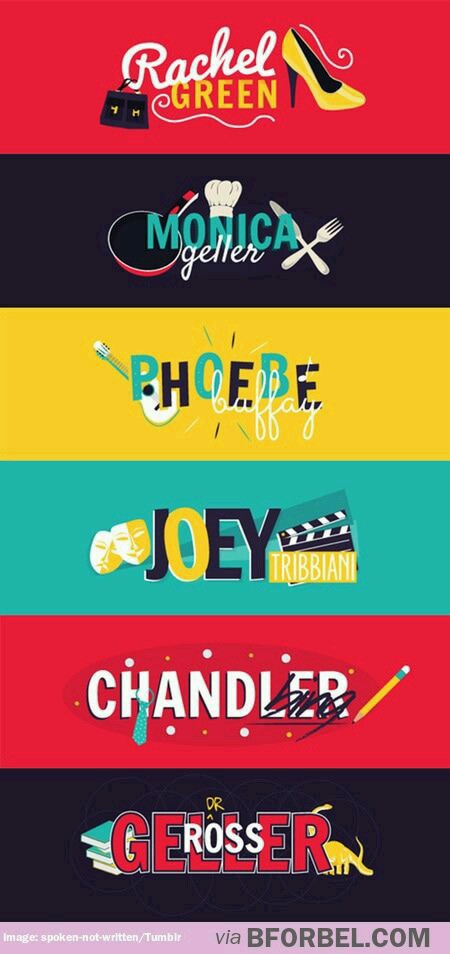 Rachel
GREEN
MONICA
geller
PHOEBE
buffay
JOEY
TRIBBIANI
CHANDLER
bing
DR
ROSS
GELLER
Image: spoken-not-written/Tumblr
via BFORBEL.COM